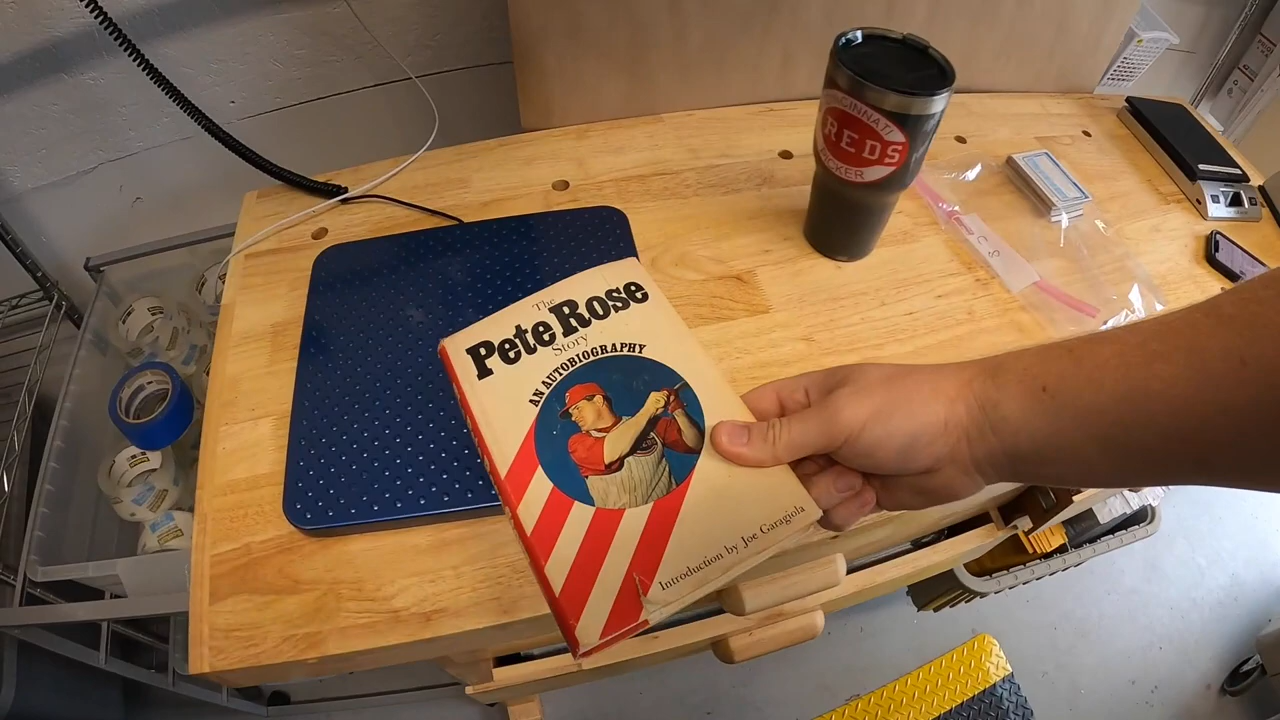 The
Pete Rose
Story
AN AUTOBIOGRAPHY
Introduction by Joe Garagiola
CINCINNATI
REDS